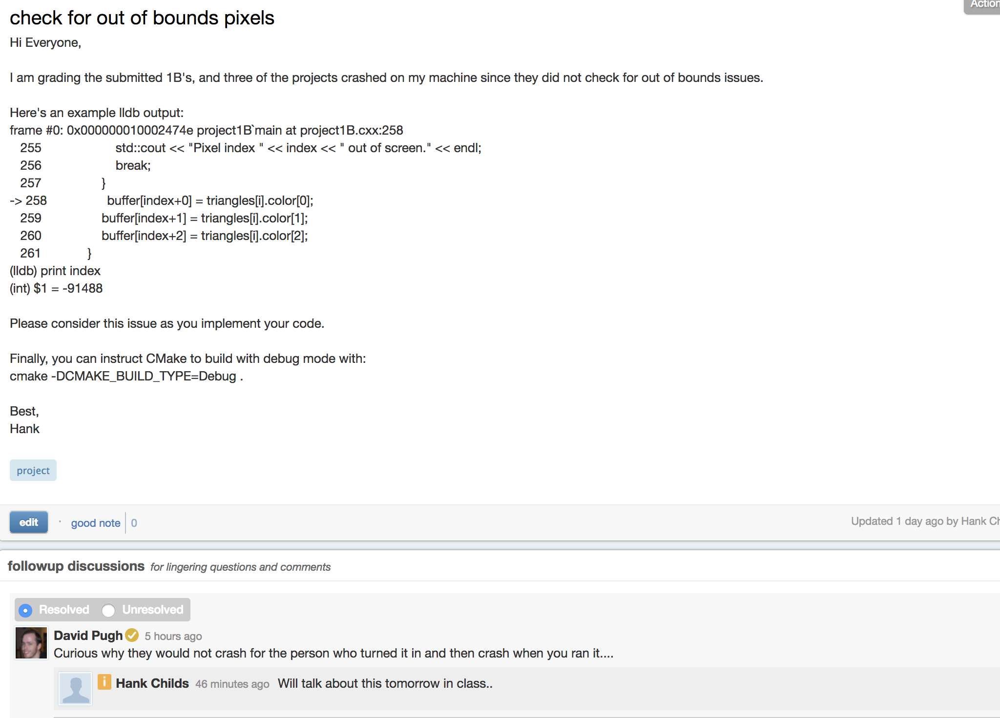 Action
check for out of bounds pixels
Hi Everyone,
I am grading the submitted 1B's, and three of the projects crashed on my machine since they did not check for out of bounds issues.
Here's an example lldb output:
frame #0: 0x000000010002474e project1B`main at project1B.cxx:258
255 std::cout << "Pixel index " << index << " out of screen." << endl;
256 break;
257 }
-> 258 buffer[index+0] = triangles[i].color[0];
259 buffer[index+1] = triangles[i].color[1];
260 buffer[index+2] = triangles[i].color[2];
261 }
(lldb) print index
(int) $1 = -91488
Please consider this issue as you implement your code.
Finally, you can instruct CMake to build with debug mode with:
cmake -DCMAKE_BUILD_TYPE=Debug .
Best,
Hank
project
edit · good note 0 Updated 1 day ago by Hank Ch
followup discussions for lingering questions and comments
Resolved Unresolved
David Pugh 5 hours ago
Curious why they would not crash for the person who turned it in and then crash when you ran it....
i Hank Childs 46 minutes ago Will talk about this tomorrow in class..